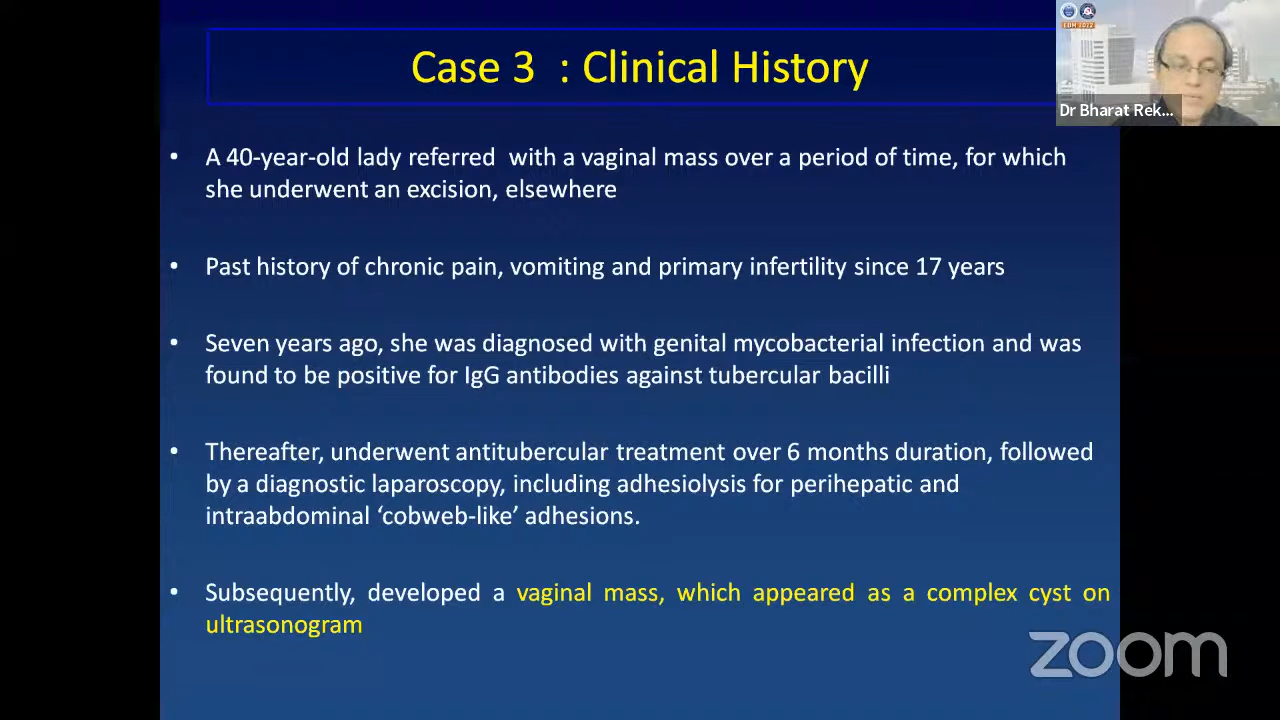 Case 3 : Clinical History
EDN 2022
Dr Bharat Rek...
• A 40-year-old lady referred with a vaginal mass over a period of time, for which
she underwent an excision, elsewhere
• Past history of chronic pain, vomiting and primary infertility since 17 years
• Seven years ago, she was diagnosed with genital mycobacterial infection and was
found to be positive for IgG antibodies against tubercular bacilli
• Thereafter, underwent antitubercular treatment over 6 months duration, followed
by a diagnostic laparoscopy, including adhesiolysis for perihepatic and
intraabdominal ‘cobweb-like’ adhesions.
• Subsequently, developed a vaginal mass, which appeared as a complex cyst on
ultrasonogram
zoom